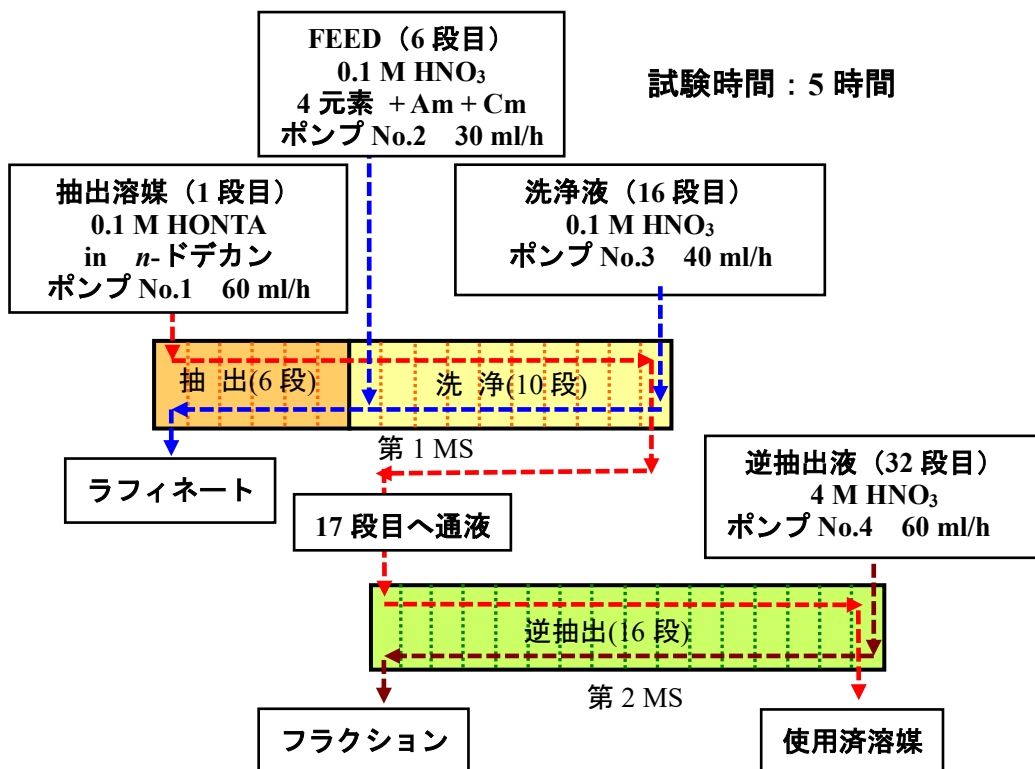 FEED（6 段目）
0.1 M HNO₃
4 元素 + Am + Cm
ポンプ No.2 30 ml/h
試験時間：5 時間
抽出溶媒（1 段目）
0.1 M HONTA
in n-ドデカン
ポンプ No.1 60 ml/h
洗浄液（16 段目）
0.1 M HNO₃
ポンプ No.3 40 ml/h
抽 出(6 段)
洗 浄(10 段)
第 1 MS
ラフィネート
17 段目へ通液
逆抽出液（32 段目）
4 M HNO₃
ポンプ No.4 60 ml/h
逆抽出(16 段)
第 2 MS
フラクション
使用済溶媒